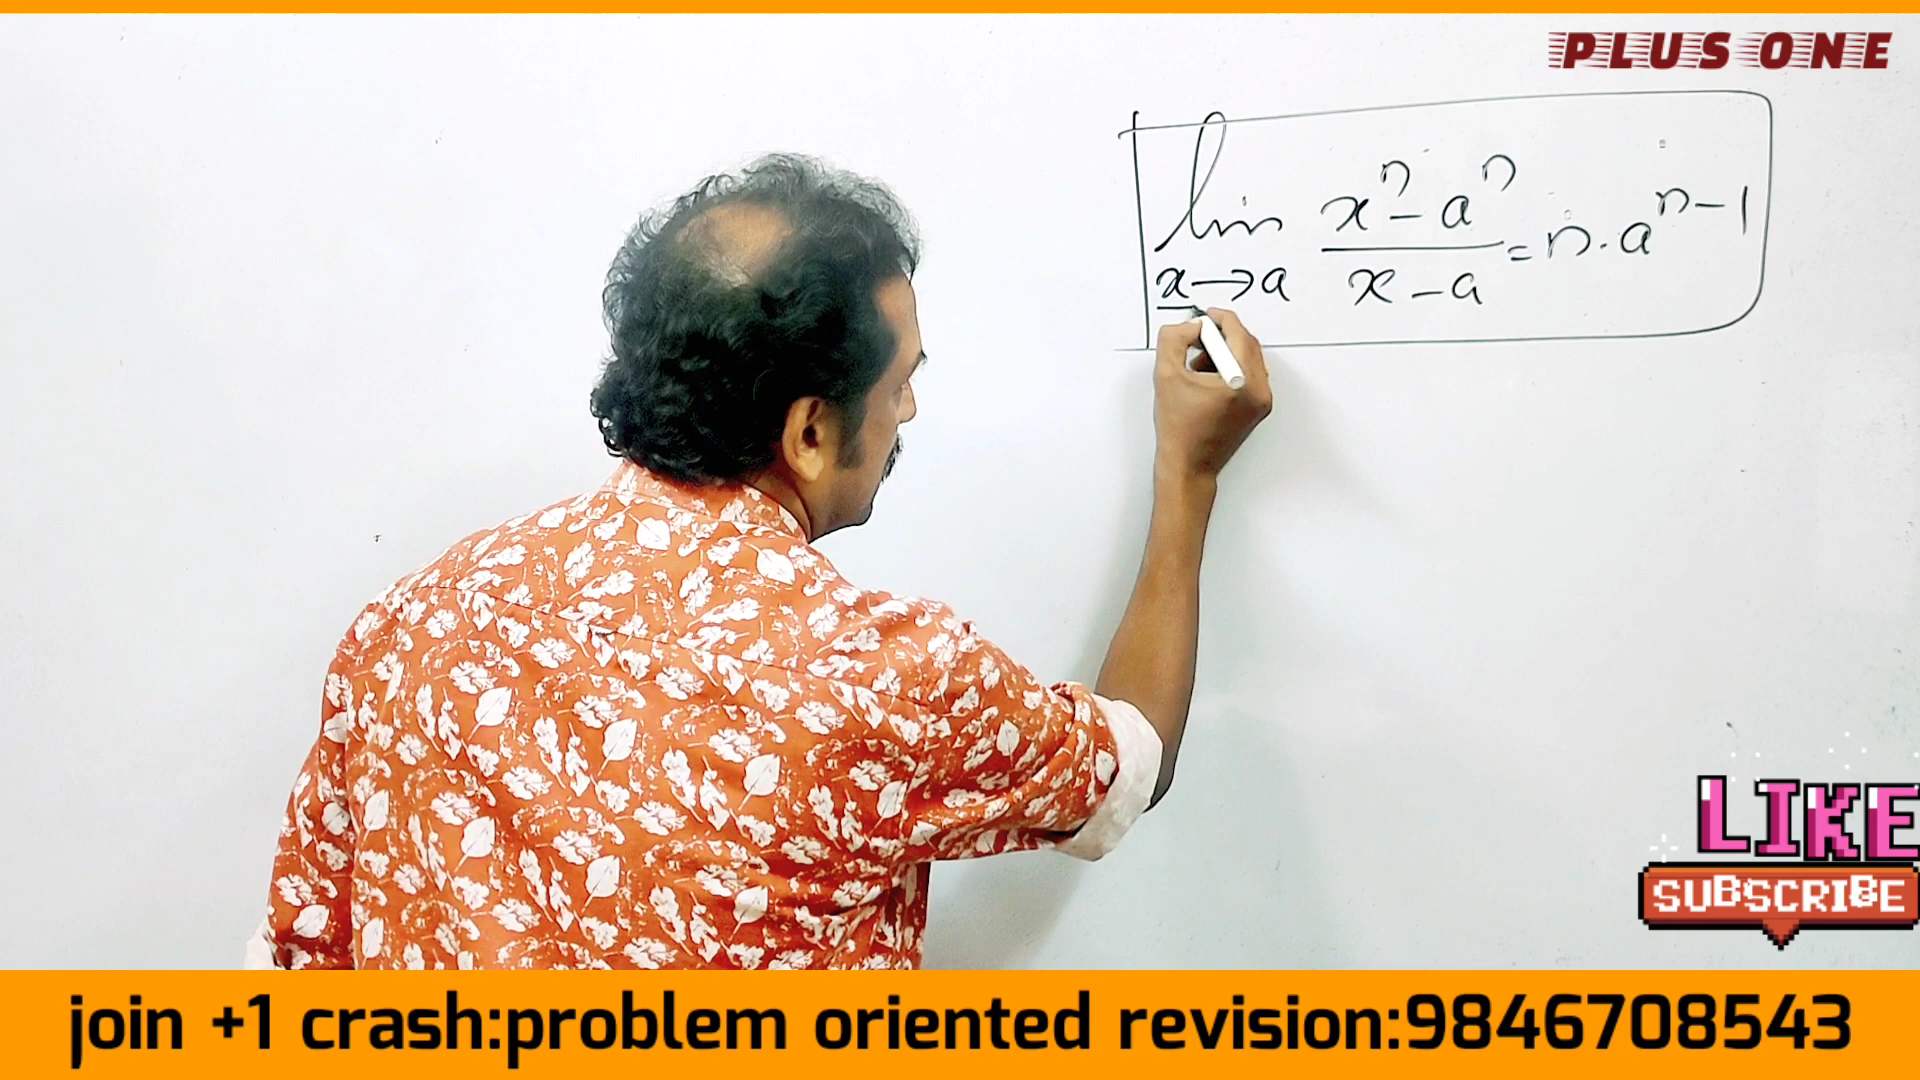 PLUS ONE
lim x→a (xⁿ - aⁿ)/(x - a) = n · aⁿ⁻¹
LIKE
SUBSCRIBE
join +1 crash:problem oriented revision:9846708543